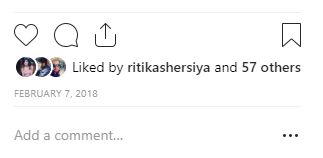 Liked by ritikashersiya and 57 others
FEBRUARY 7, 2018
Add a comment...